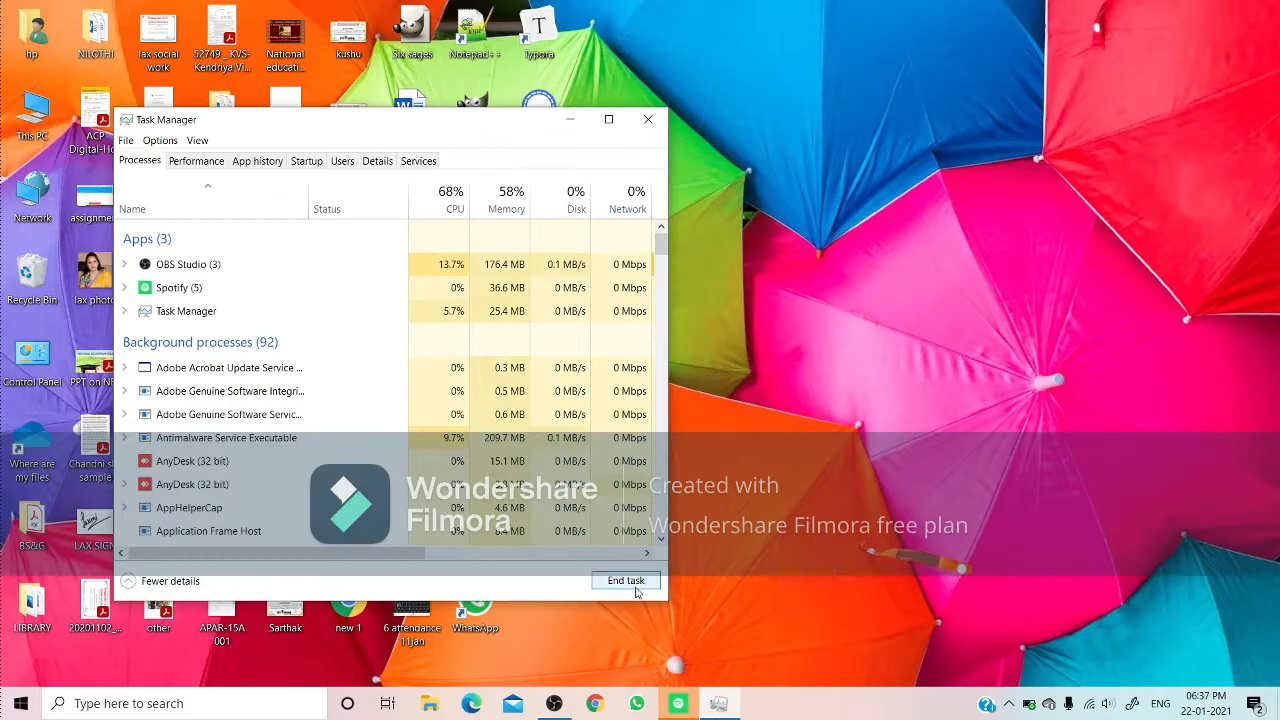 hp
NILOTHI
lax social
work
52749 _ KVS-
Kendriya Vi...
National
educati...
kushu
Six sages
Notepad++
Typora
T
This PC
ACP
Digital-Ho
Network
assignme
Recycle Bin
lax photo
Control Panel
Where are
my files
Chandhi s
sample
BS&G
LAX SIGN
LIBRARY
20201102_...
other
APAR-15A
001
Sarthak
new 1
6 attendance
11Jan
WhatsApp
Task Manager
File Options View
Processes Performance App history Startup Users Details Services
68% 58% 0% 0%
Name Status CPU Memory Disk Network
Apps (3)
OBS Studio (3) 13.7% 176.4 MB 0.1 MB/s 0 Mbps
Spotify (5) 0% 36.6 MB 0 MB/s 0 Mbps
Task Manager 5.7% 25.4 MB 0 MB/s 0 Mbps
Background processes (92)
Adobe Acrobat Update Service ... 0% 0.3 MB 0 MB/s 0 Mbps
Adobe Genuine Software Integri... 0% 0.5 MB 0 MB/s 0 Mbps
Adobe Genuine Software Servic... 0% 0.6 MB 0 MB/s 0 Mbps
Antimalware Service Executable 9.7% 209.7 MB 0.1 MB/s 0 Mbps
AnyDesk (32 bit) 0% 15.1 MB 0 MB/s 0 Mbps
AnyDesk (32 bit) 0% 0 Mbps
AppHelperCap 0% 0 Mbps
Application Frame Host 0% 6.4 MB 0 MB/s 0 Mbps
Wondershare
Filmora
Created with
Wondershare Filmora free plan
Fewer details End task
Type here to search
ENG
06:37 PM
22-01-2021
2